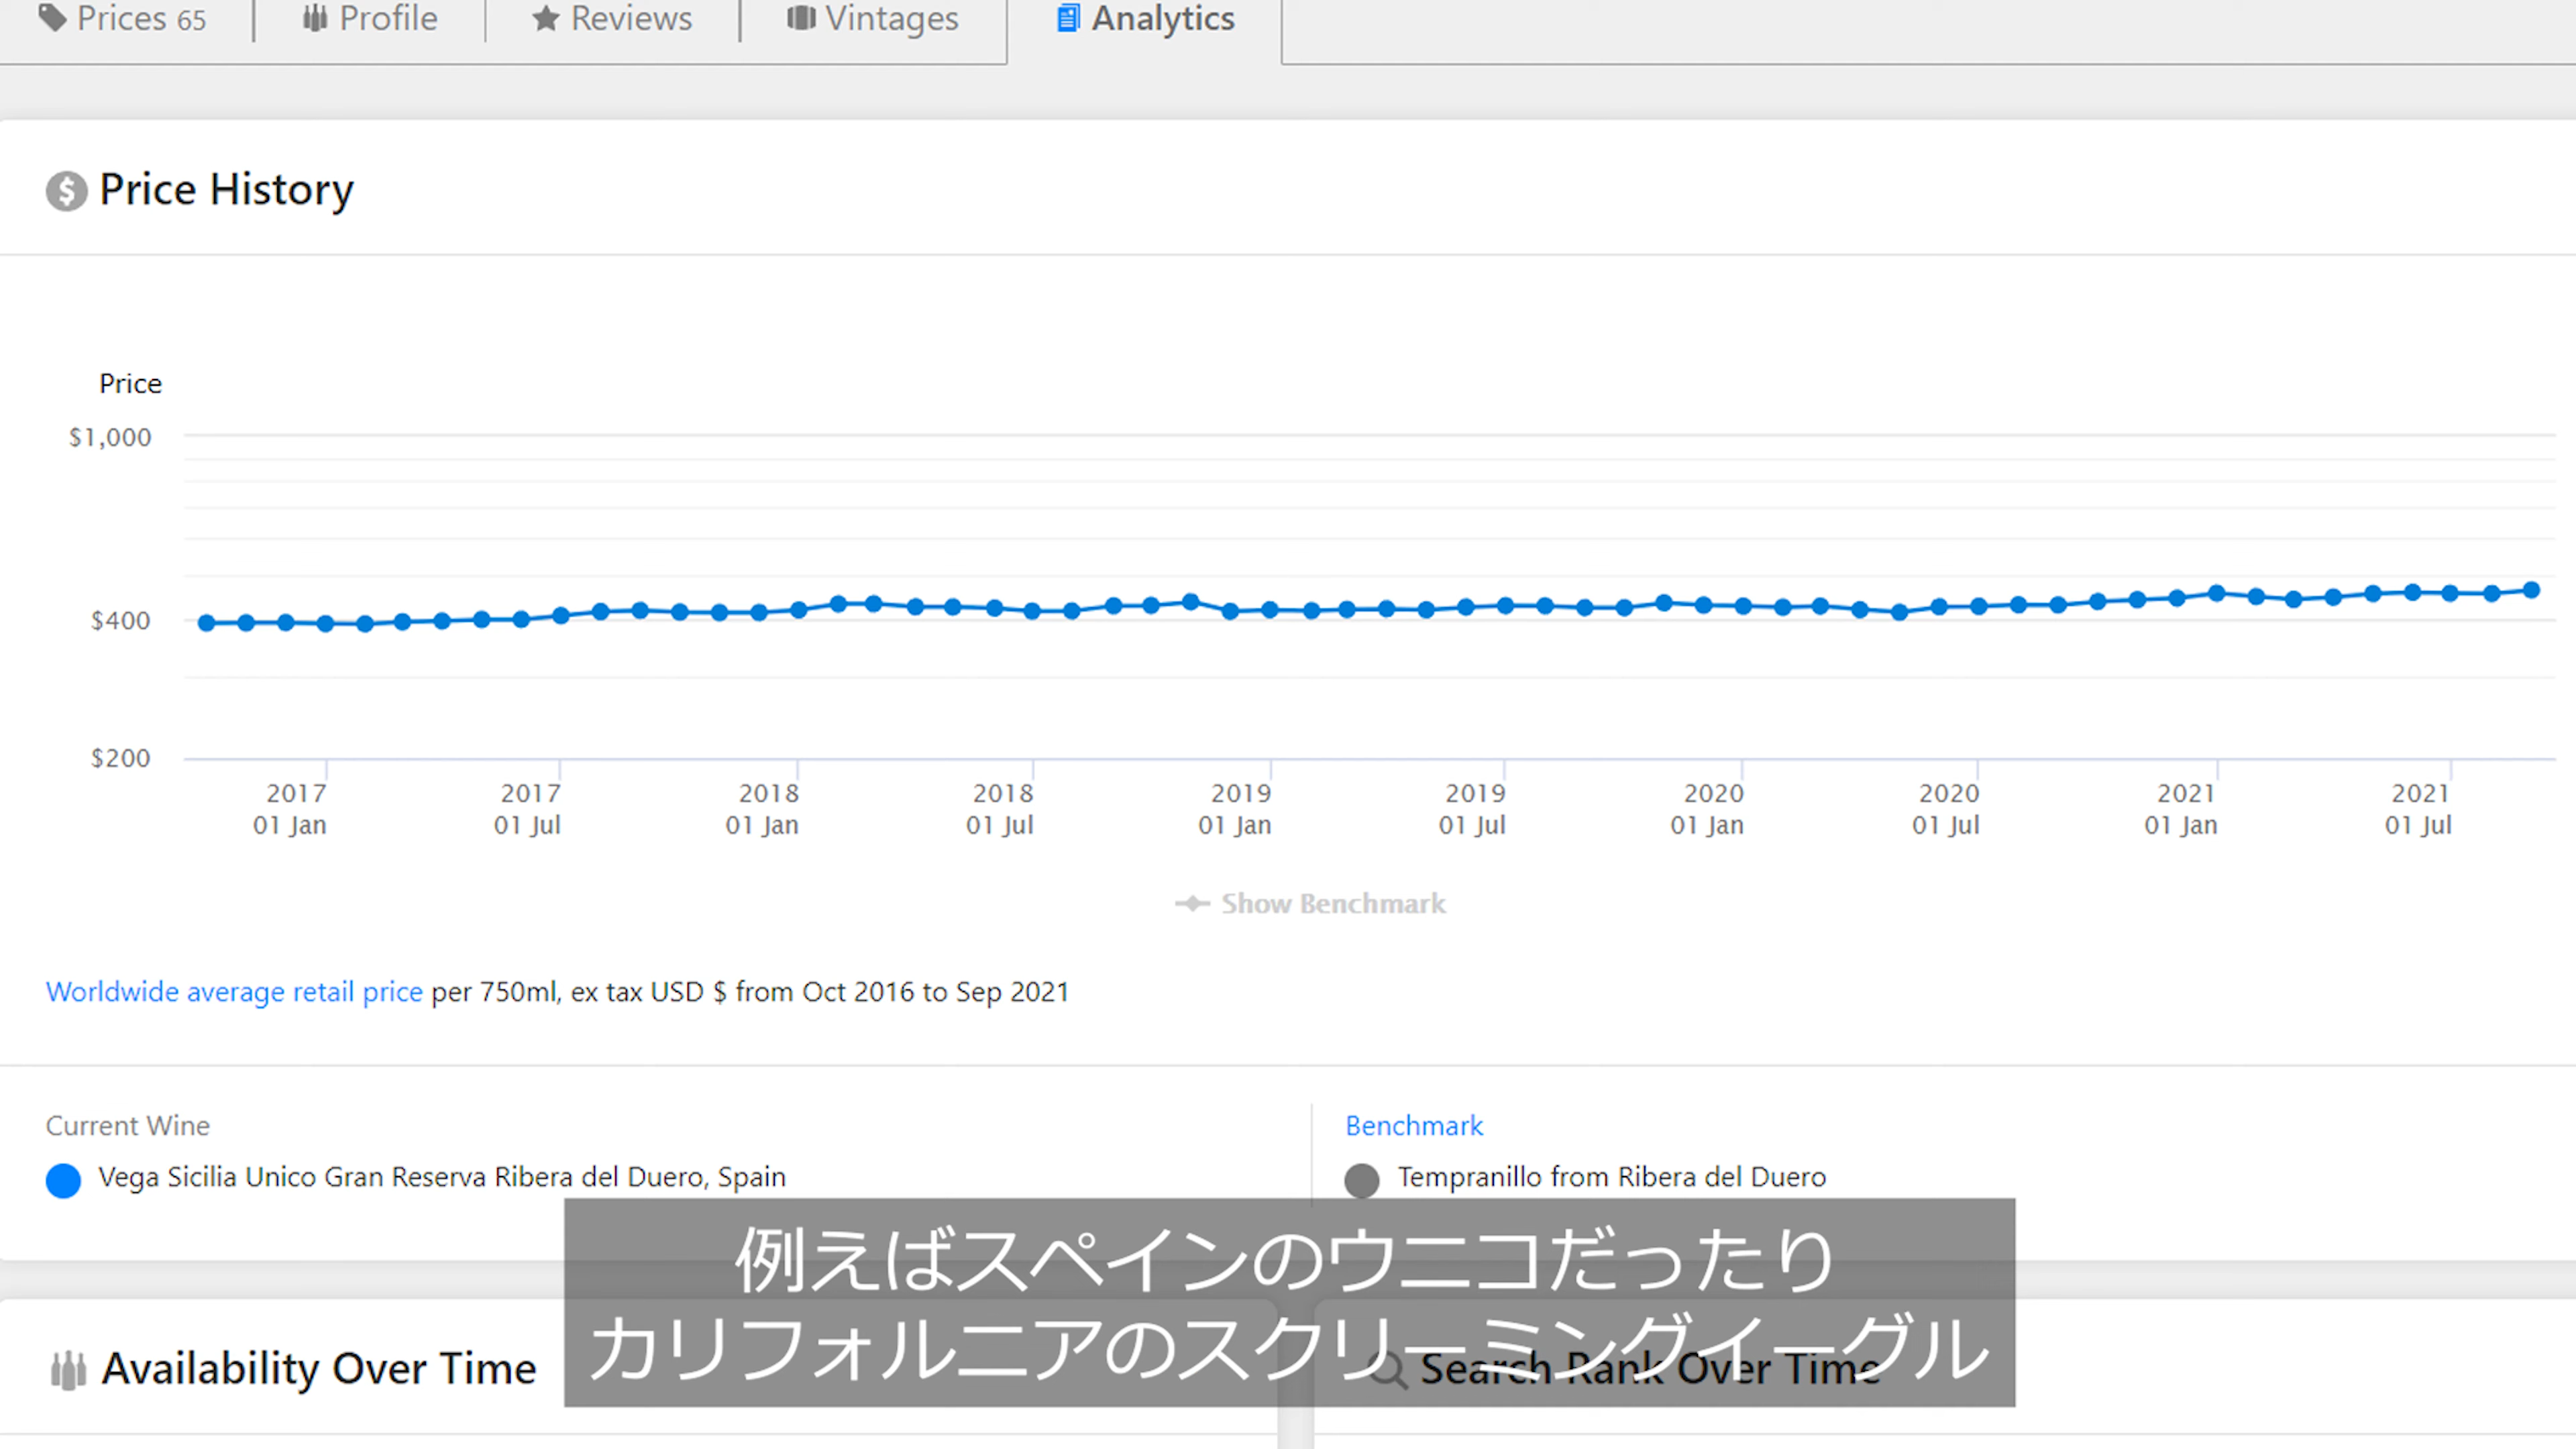 Prices 65
Profile
Reviews
Vintages
Analytics
Price History
Price
$1,000
$400
$200
2017 2017 2018 2018 2019 2019 2020 2020 2021 2021
01 Jan 01 Jul 01 Jan 01 Jul 01 Jan 01 Jul 01 Jan 01 Jul 01 Jan 01 Jul
Show Benchmark
Worldwide average retail price per 750ml, ex tax USD $ from Oct 2016 to Sep 2021
Current Wine
Vega Sicilia Unico Gran Reserva Ribera del Duero, Spain
Benchmark
Tempranillo from Ribera del Duero
例えばスペインのウニコだったり
カリフォルニアのスクリーミングイーグル
Availability Over Time
Search Rank Over Time